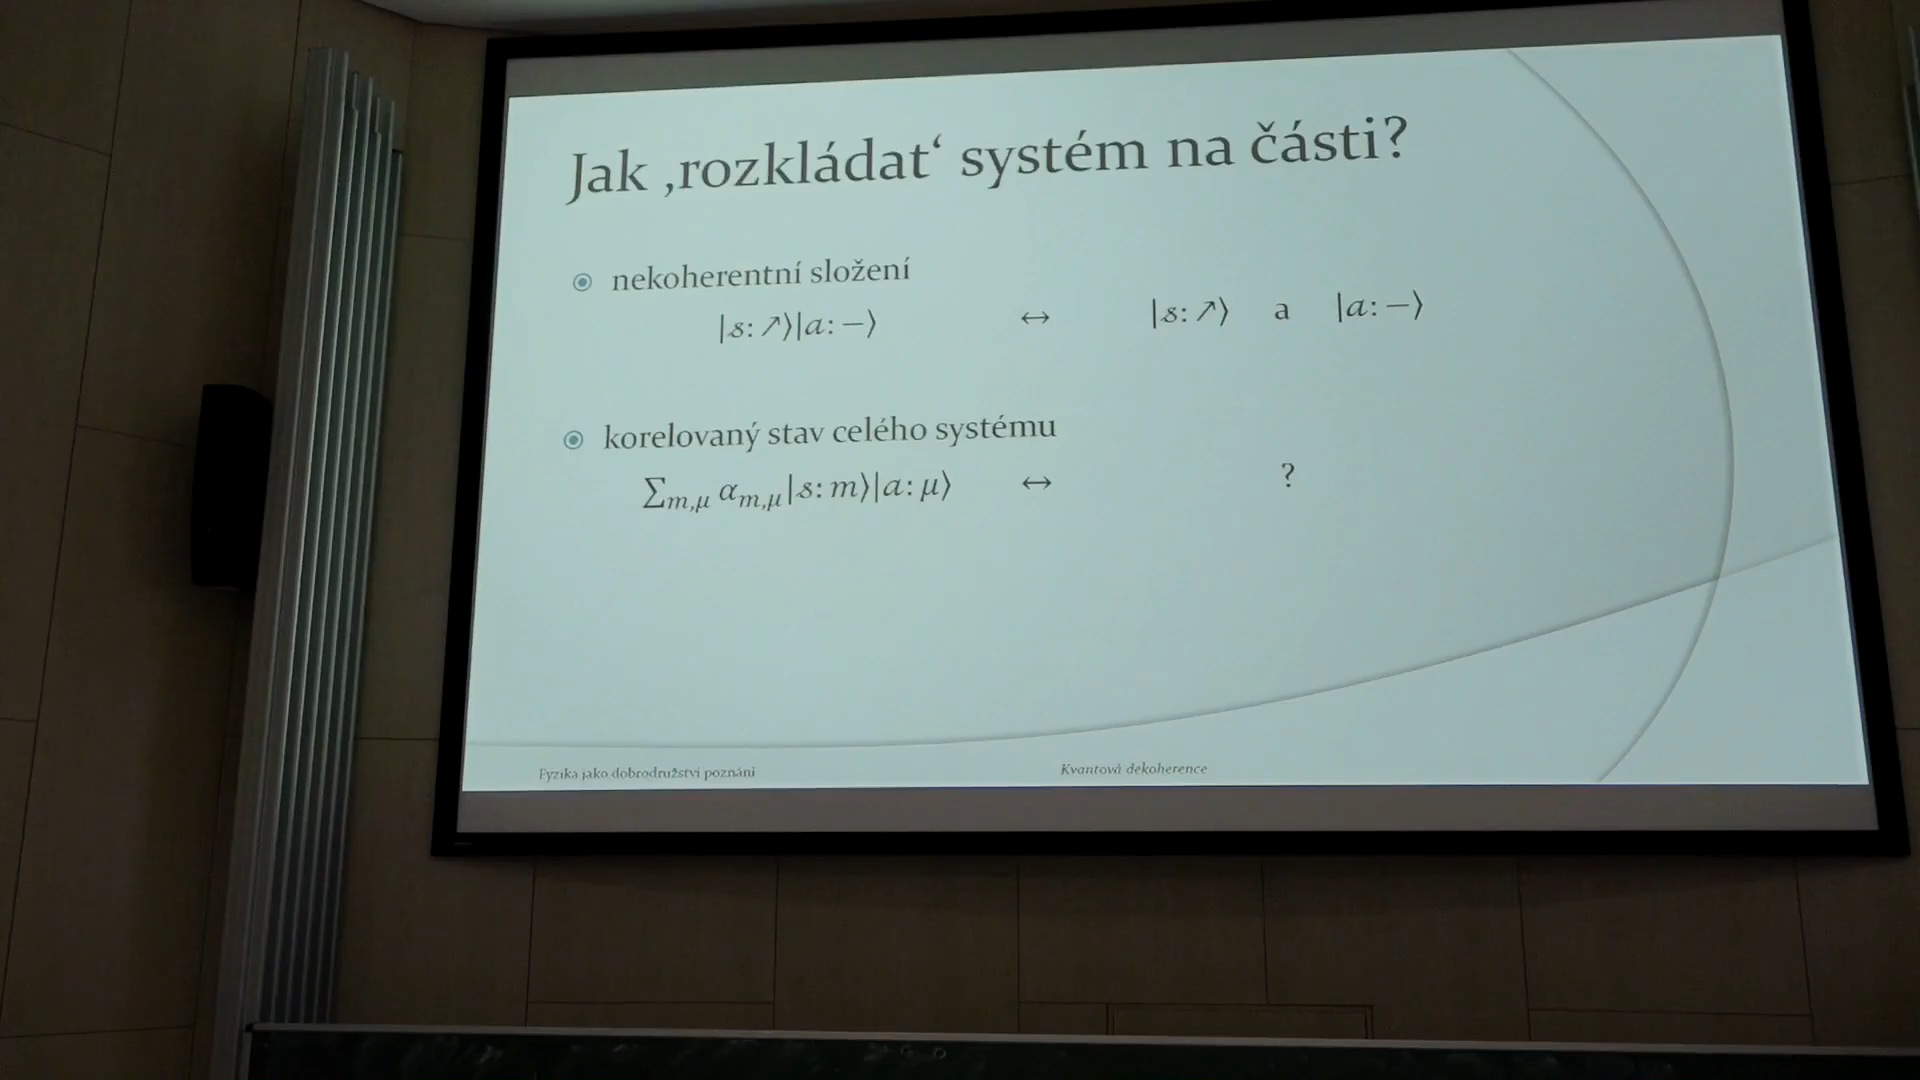 Jak ‚rozkládat‘ systém na části?
nekoherentní složení
|𝓈: ↗⟩|𝑎: −⟩ ↔ |𝓈: ↗⟩ a |𝑎: −⟩
korelovaný stav celého systému
∑ₘ,μ αₘ,μ|𝓈: m⟩|𝑎: μ⟩ ↔ ?
Fyzika jako dobrodružství poznání Kvantová dekoherence